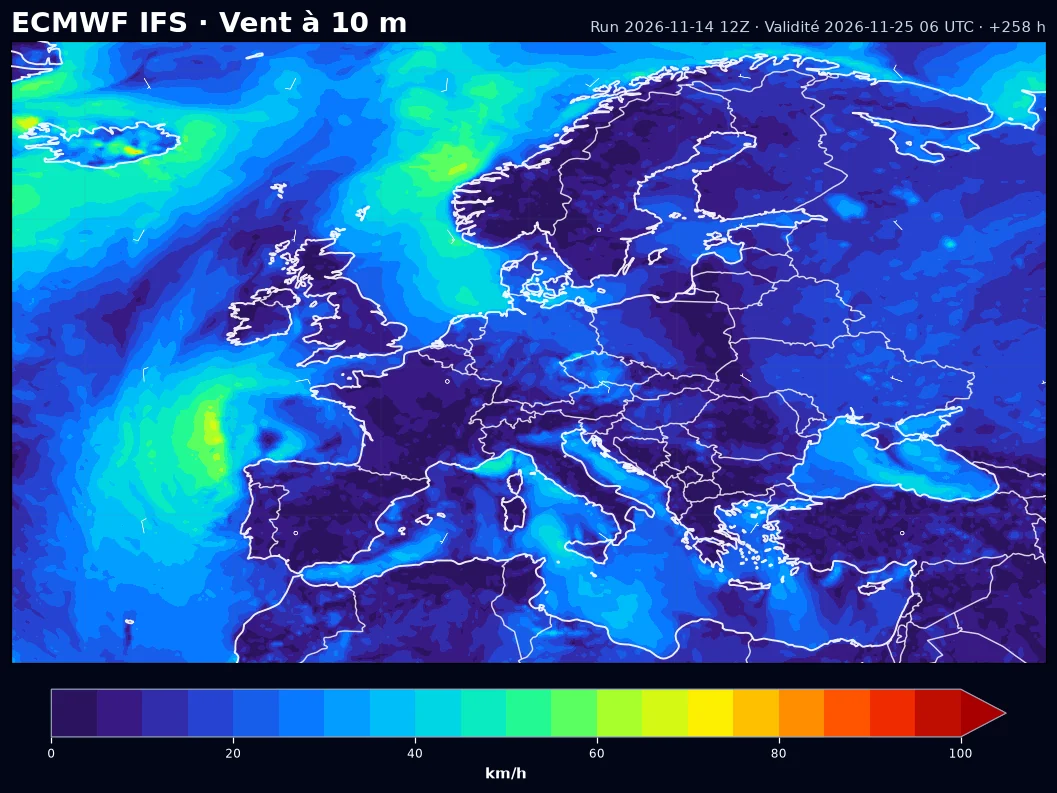 ECMWF IFS · Vent à 10 m
Run 2026-11-14 12Z · Validité 2026-11-25 06 UTC · +258 h
0 20 40 60 80 100
km/h